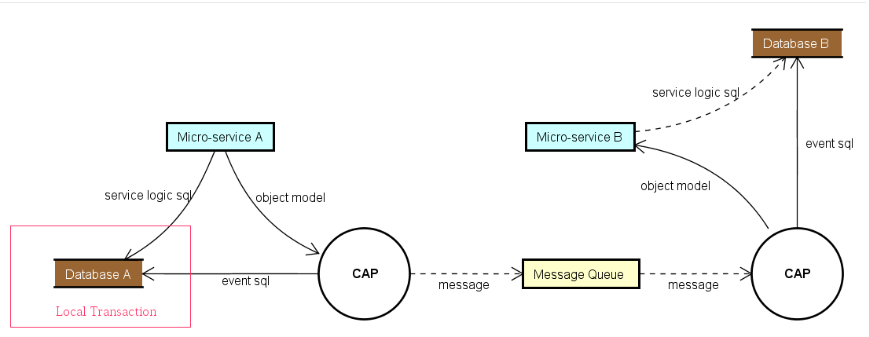 Database B
service logic sql
Micro-service A
Micro-service B
event sql
object model
service logic sql
object model
Database A
event sql
CAP
message
Message Queue
message
CAP
Local Transaction